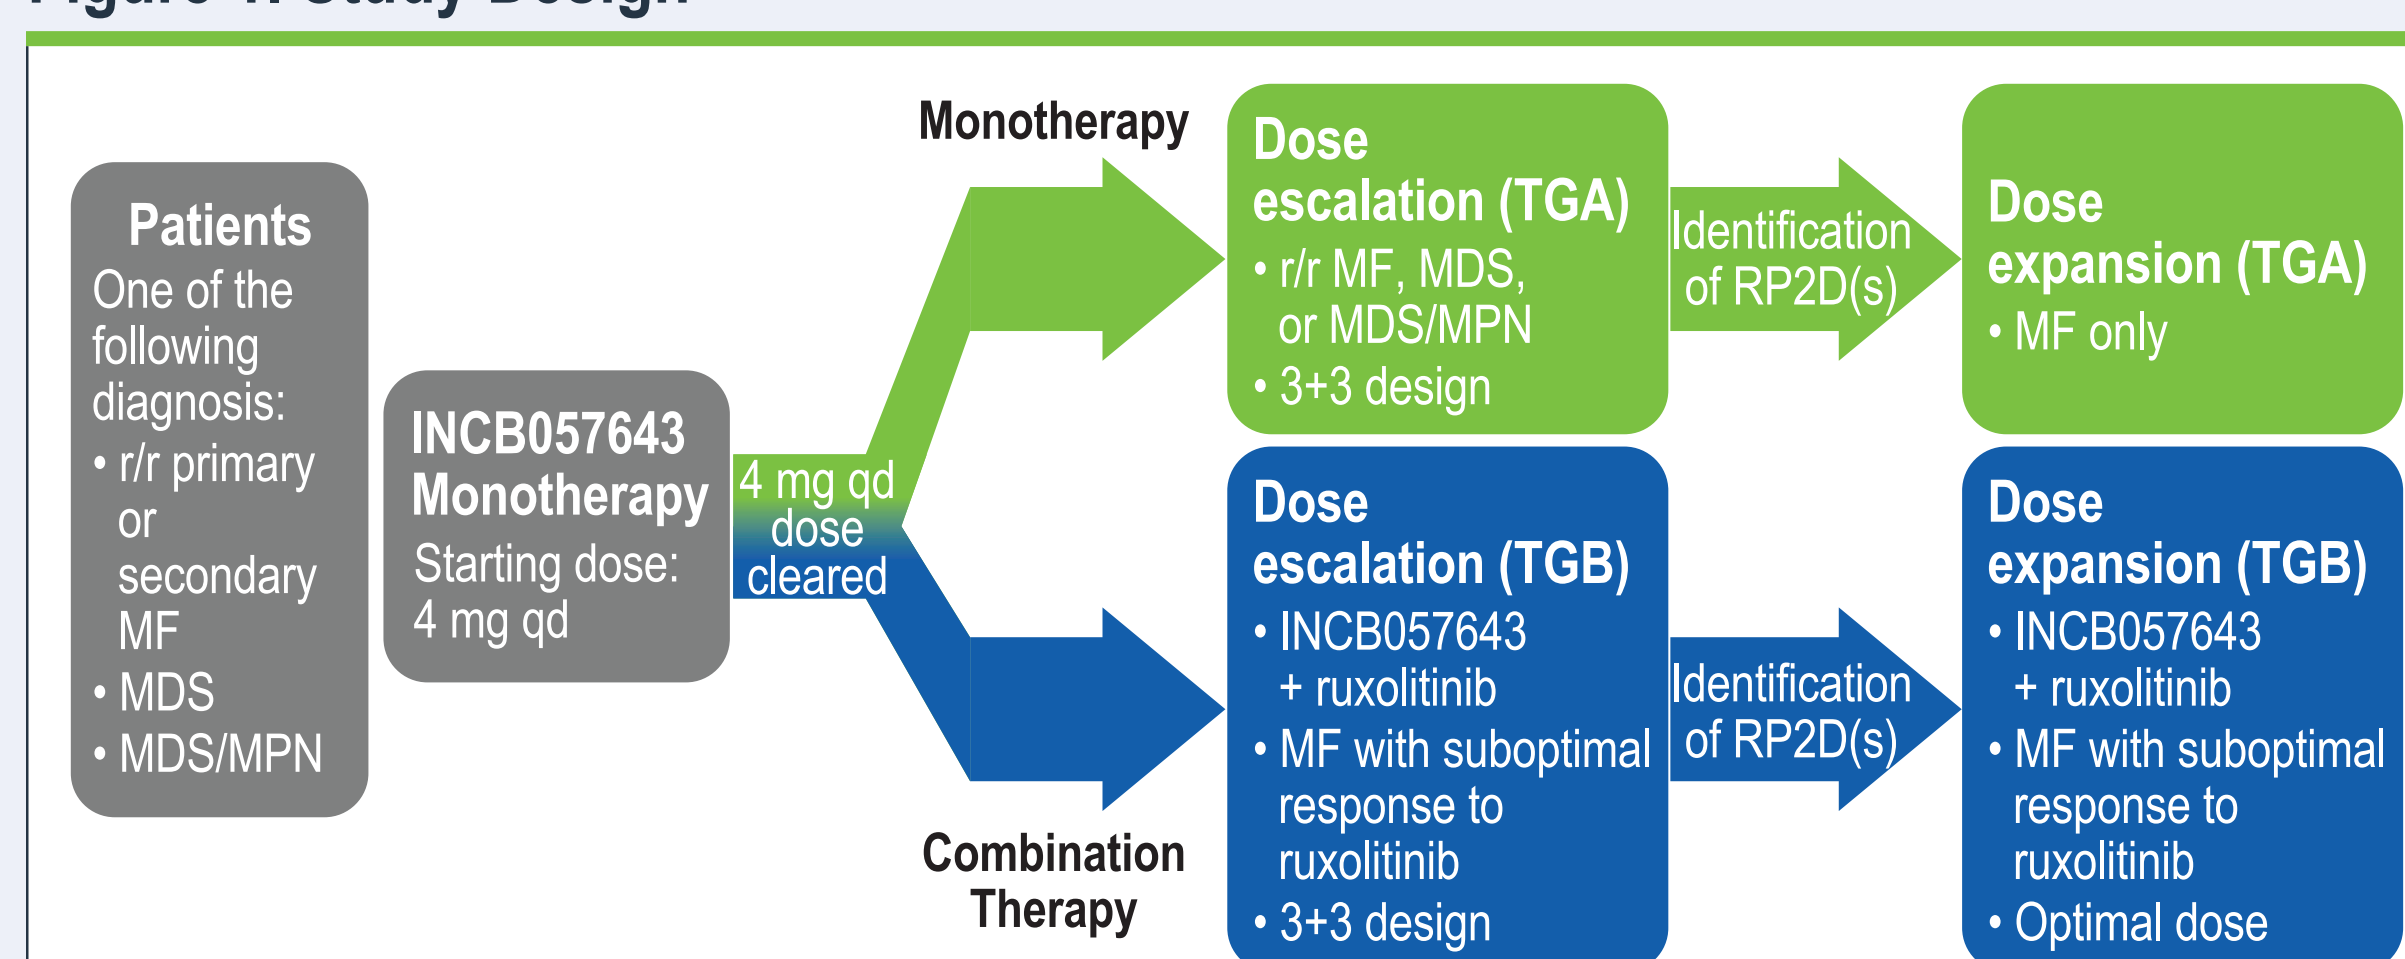 Study Design
Patients
One of the
following
diagnosis:
• r/r primary
or
secondary
MF
• MDS
• MDS/MPN
INCB057643
Monotherapy
Starting dose:
4 mg qd
4 mg qd
dose
cleared
Monotherapy
Dose
escalation (TGA)
• r/r MF, MDS,
or MDS/MPN
• 3+3 design
Identification
of RP2D(s)
Dose
expansion (TGA)
• MF only
Combination
Therapy
Dose
escalation (TGB)
• INCB057643
+ ruxolitinib
• MF with suboptimal
response to
ruxolitinib
• 3+3 design
Identification
of RP2D(s)
Dose
expansion (TGB)
• INCB057643
+ ruxolitinib
• MF with suboptimal
response to
ruxolitinib
• Optimal dose